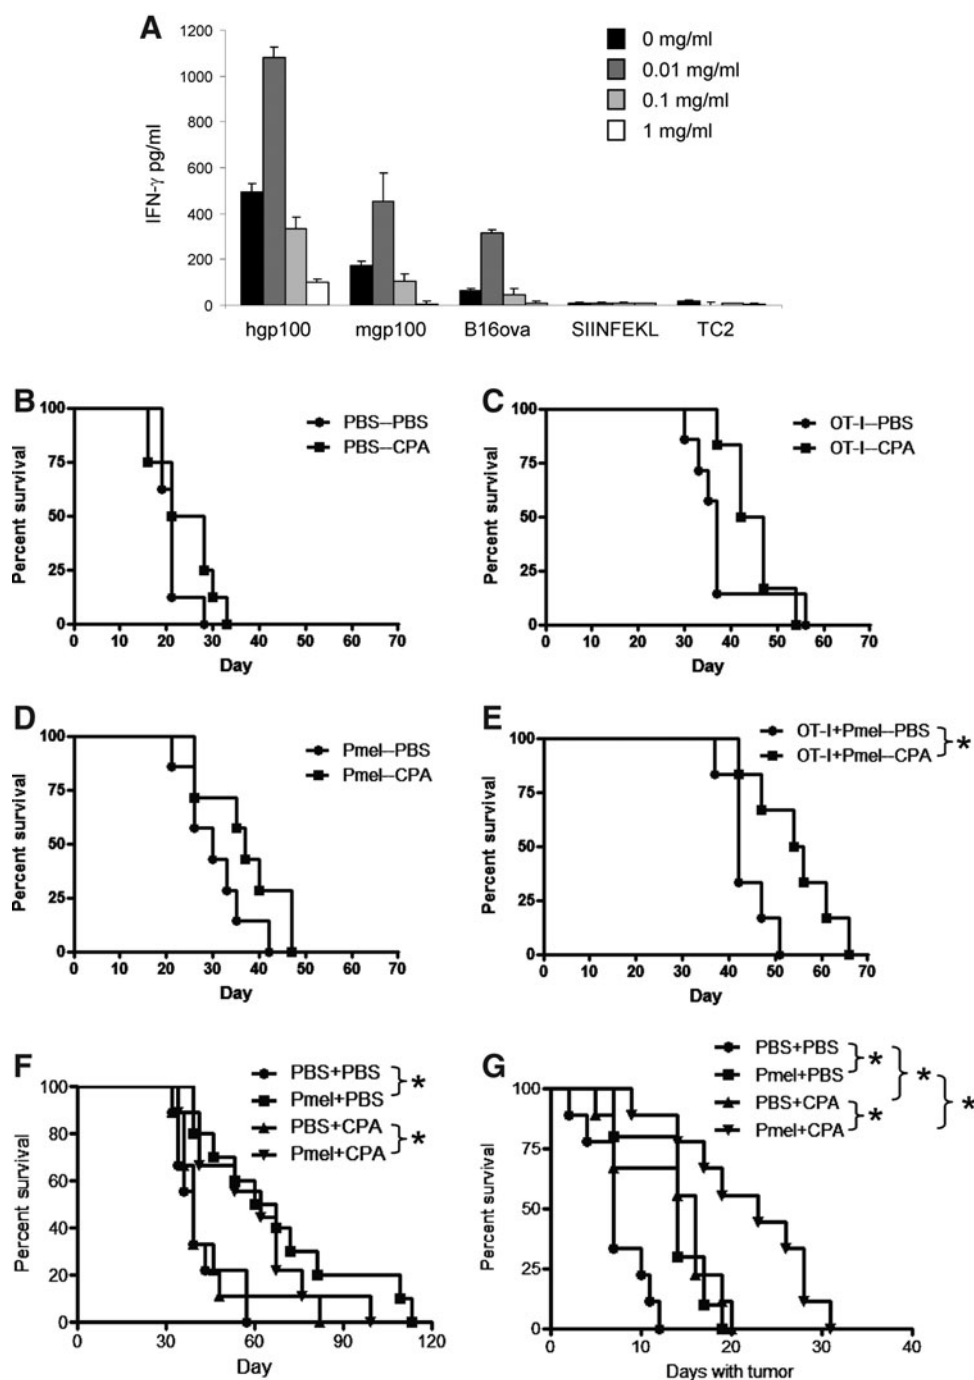 A
IFN-γ pg/ml
1200
1000
800
600
400
200
0
0 mg/ml
0.01 mg/ml
0.1 mg/ml
1 mg/ml
hgp100 mgp100 B16ova SIINFEKL TC2
B
Percent survival
100
75
50
25
0
PBS--PBS
PBS--CPA
0 10 20 30 40 50 60 70
Day
C
Percent survival
100
75
50
25
0
OT-I--PBS
OT-I--CPA
0 10 20 30 40 50 60 70
Day
D
Percent survival
100
75
50
25
0
Pmel--PBS
Pmel--CPA
0 10 20 30 40 50 60 70
Day
E
Percent survival
100
75
50
25
0
OT-I+Pmel--PBS
OT-I+Pmel--CPA
*
0 10 20 30 40 50 60 70
Day
F
Percent survival
100
80
60
40
20
0
PBS+PBS
Pmel+PBS
*
PBS+CPA
Pmel+CPA
*
0 30 60 90 120
Day
G
Percent survival
100
75
50
25
0
PBS+PBS
Pmel+PBS
*
PBS+CPA
Pmel+CPA
*
*
*
0 10 20 30 40
Days with tumor